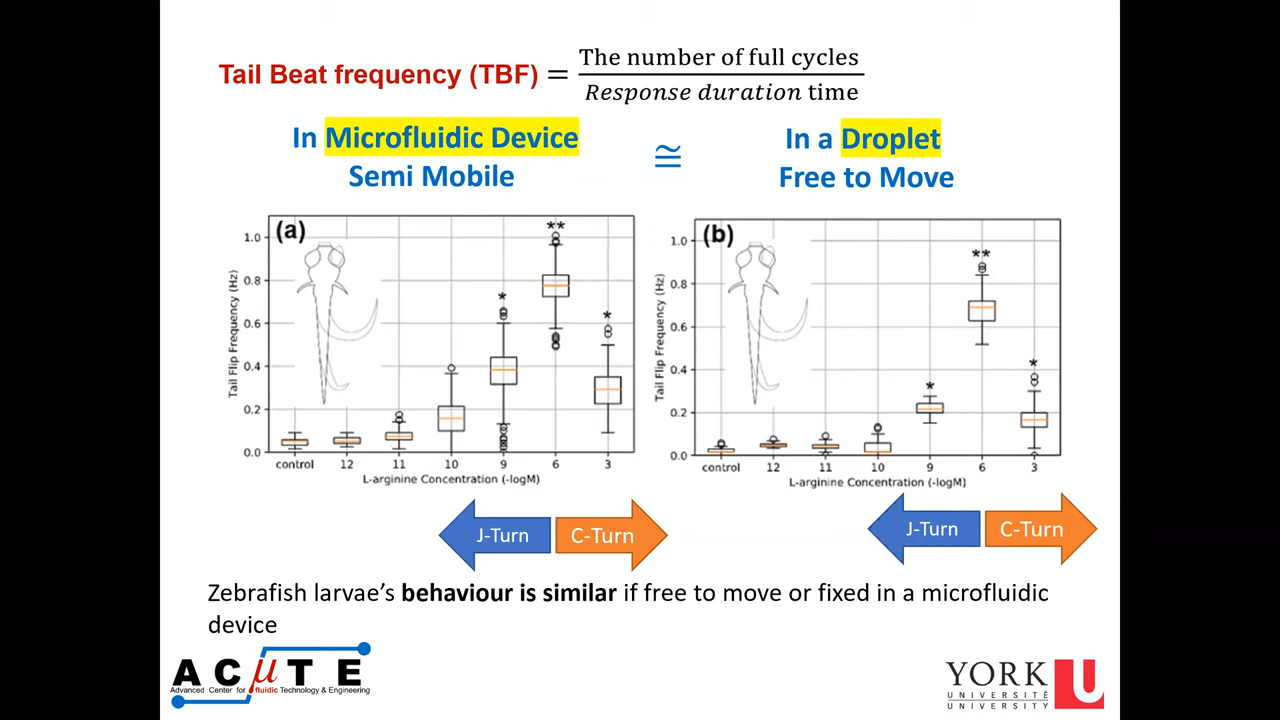 Tail Beat frequency (TBF) = The number of full cycles
Response duration time
In Microfluidic Device
Semi Mobile
≅
In a Droplet
Free to Move
(a)
Tail Flip Frequency (Hz)
1.0
0.8
0.6
0.4
0.2
0.0
**
*
*
control 12 11 10 9 6 3
L-arginine Concentration (-logM)
(b)
Tail Flip Frequency (Hz)
1.0
0.8
0.6
0.4
0.2
0.0
**
*
*
control 12 11 10 9 6 3
L-arginine Concentration (-logM)
J-Turn
C-Turn
J-Turn
C-Turn
Zebrafish larvae's behaviour is similar if free to move or fixed in a microfluidic
device
ACμTE
Advanced Center for μfluidic Technology & Engineering
YORK U
UNIVERSITÉ
UNIVERSITY